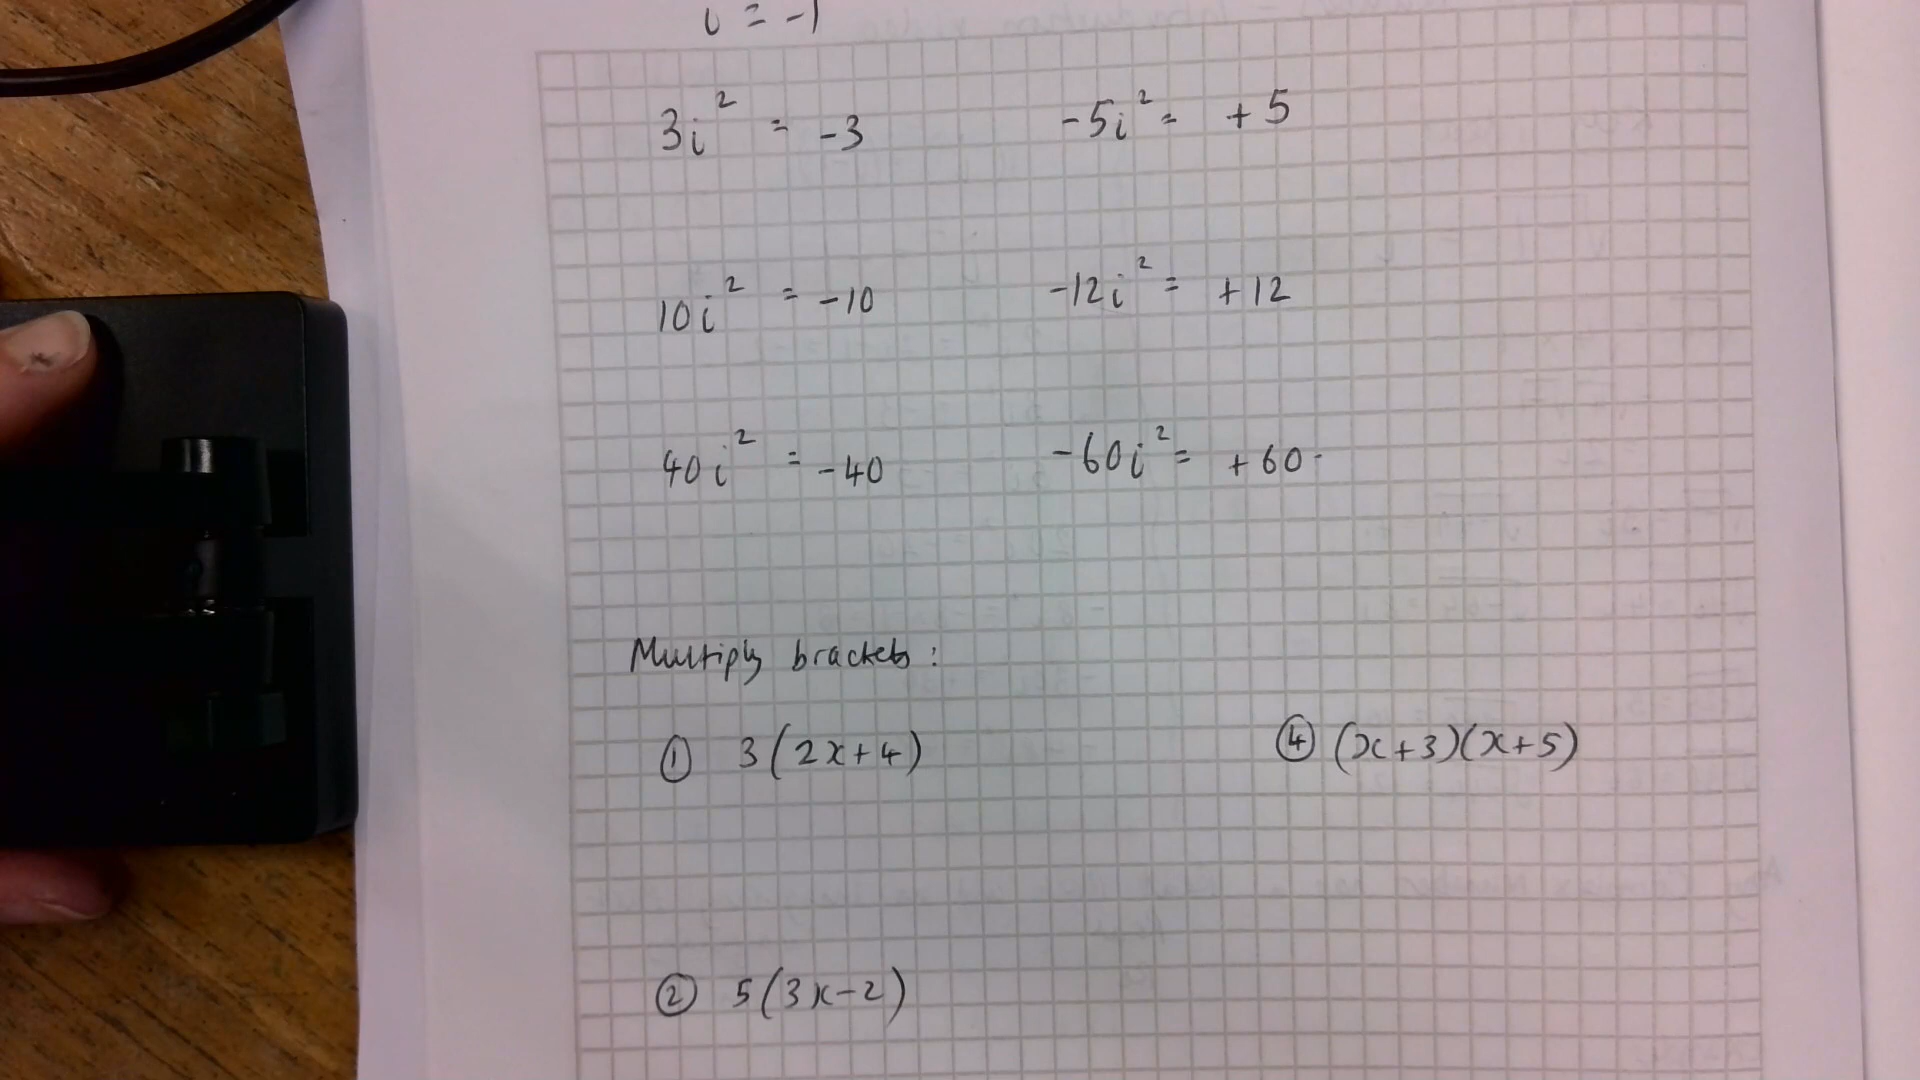 i = -1
3i² = -3 -5i² = +5
10i² = -10 -12i² = +12
40i² = -40 -60i² = +60
Multiply brackets:
① 3(2x+4) ④ (x+3)(x+5)
② 5(3x-2)